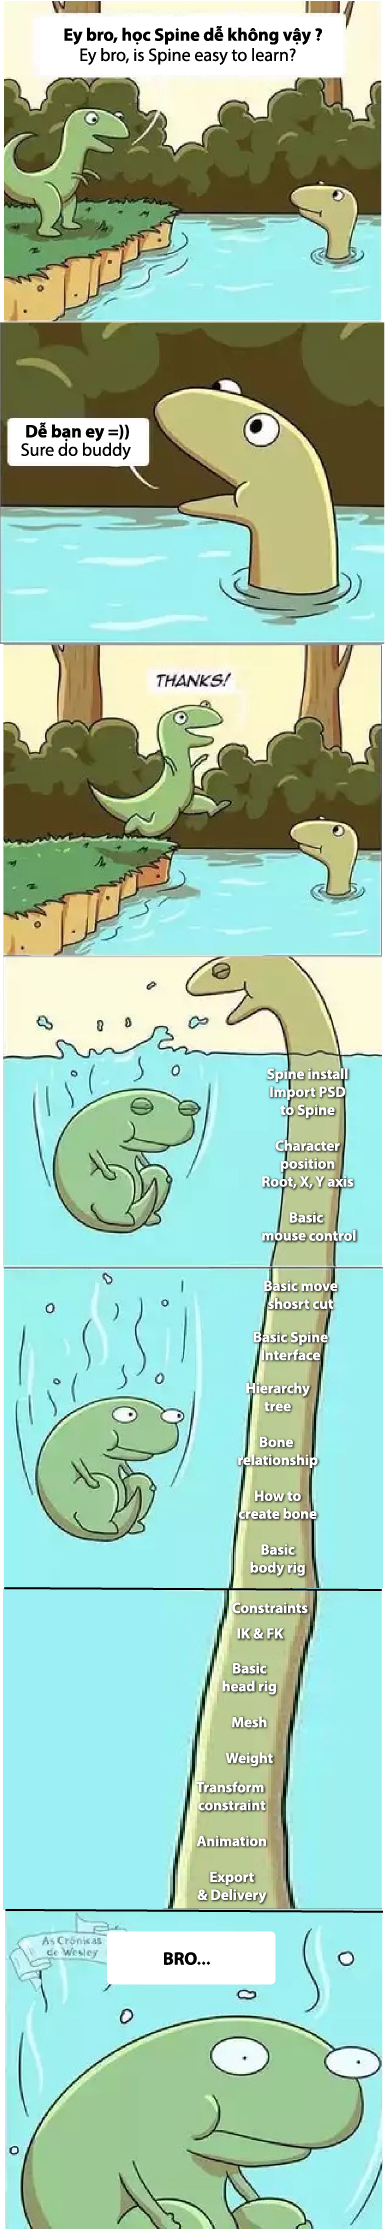 Ey bro, học Spine dễ không vậy ?
Ey bro, is Spine easy to learn?
Dễ bạn ey =))
Sure do buddy
THANKS!
Spine install
Import PSD
to Spine
Character
position
Root, X, Y axis
Basic
mouse control
Basic move
shosrt cut
Basic Spine
Interface
Hierarchy
tree
Bone
relationship
How to
create bone
Basic
body rig
Constraints
IK & FK
Basic
head rig
Mesh
Weight
Transform
constraint
Animation
Export
& Delivery
As Crônicas
de Wesley
BRO...